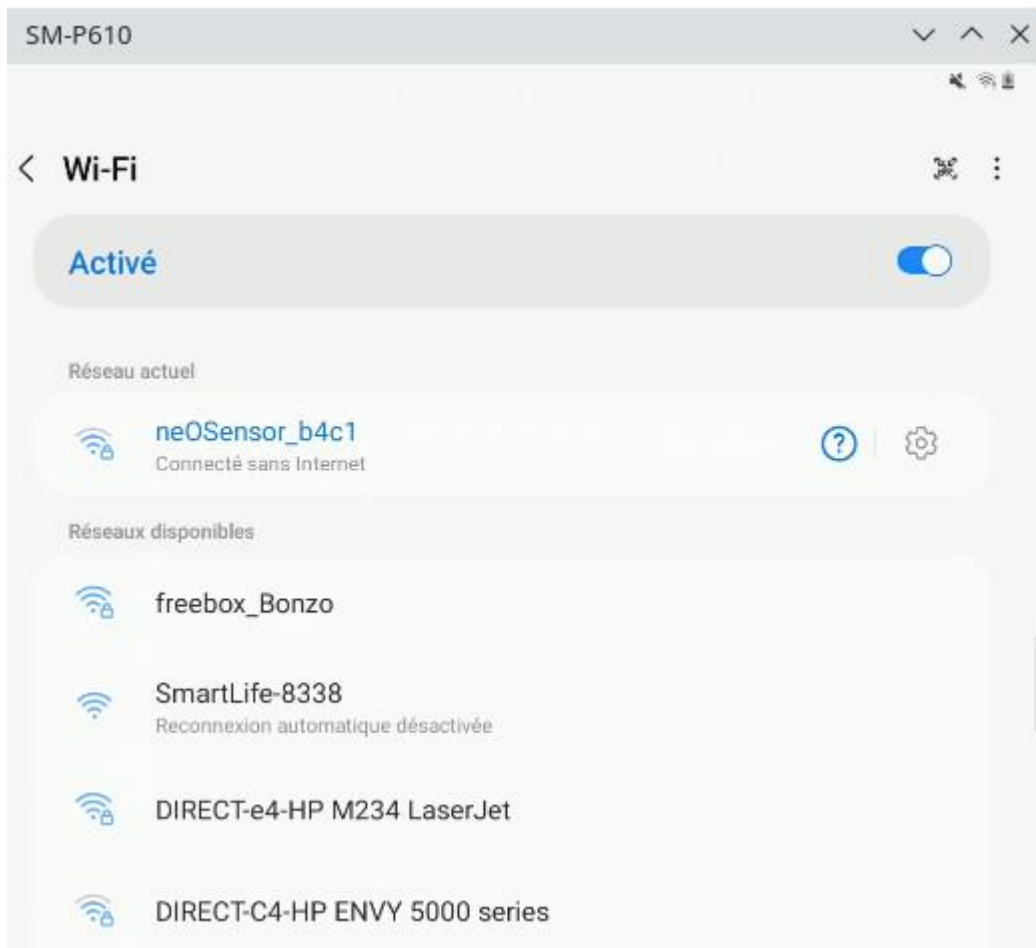 SM-P610
Wi-Fi
Activé
Réseau actuel
neOSensor_b4c1
Connecté sans Internet
Réseaux disponibles
freebox_Bonzo
SmartLife-8338
Reconnexion automatique désactivée
DIRECT-e4-HP M234 LaserJet
DIRECT-C4-HP ENVY 5000 series